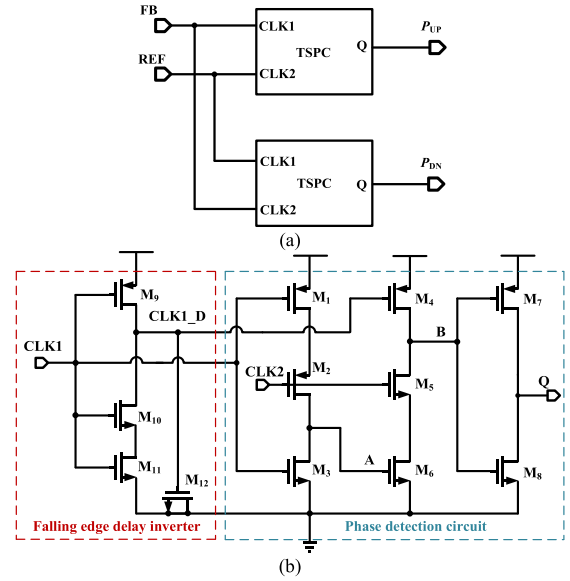 FB
CLK1
TSPC
Q
P_UP
REF
CLK2
CLK1
TSPC
Q
P_DN
CLK2
(a)
M9
M1
M4
M7
CLK1_D
B
CLK1
CLK2
M2
M5
Q
M10
M11
M12
M3
A
M6
M8
Falling edge delay inverter
Phase detection circuit
(b)